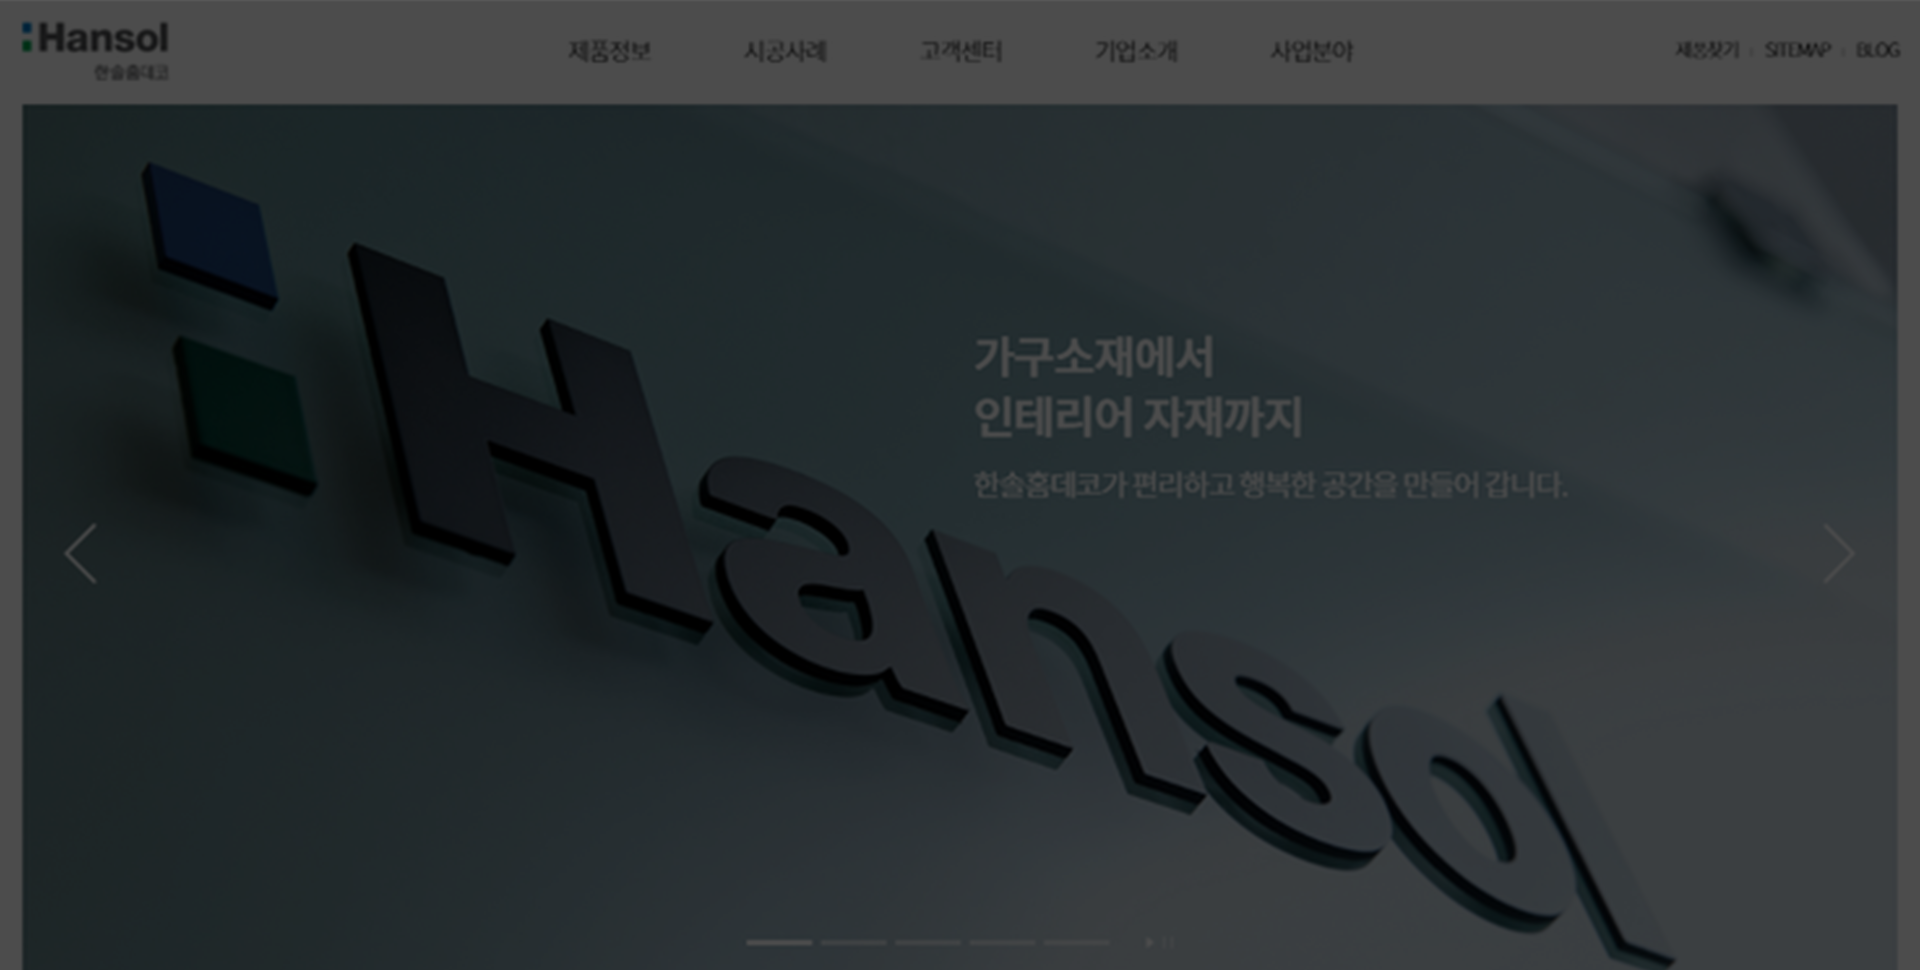 Hansol
한솔홈데코
제품정보 시공사례 고객센터 기업소개 사업분야
제품찾기 SITEMAP BLOG
가구소재에서
인테리어 자재까지
한솔홈데코가 편리하고 행복한 공간을 만들어 갑니다.
Hansol